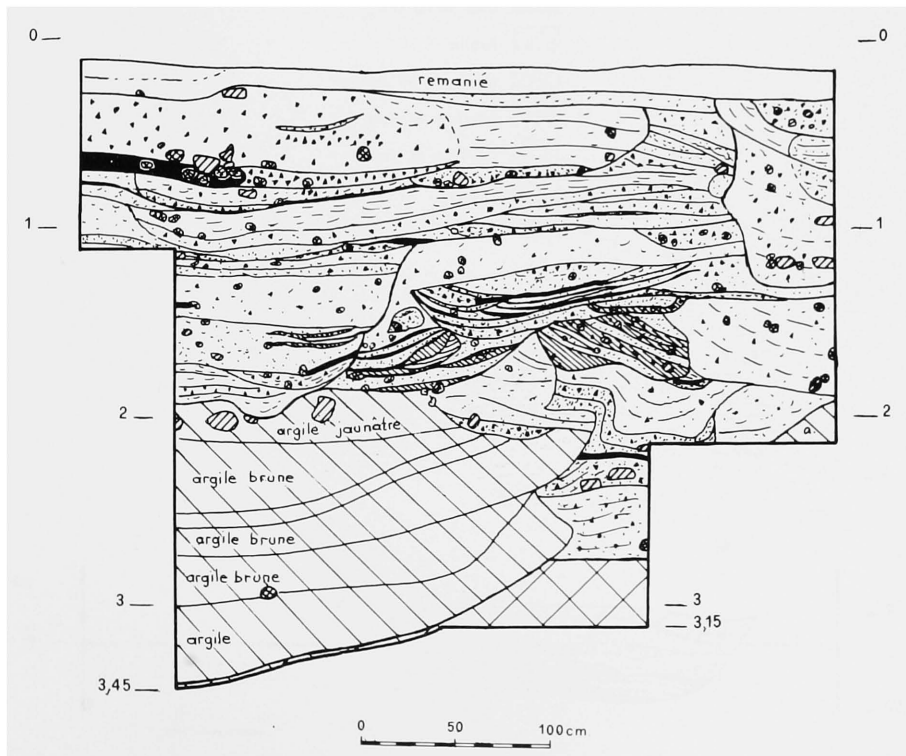 0 0
remanié
1 1
2 2
argile jaunâtre
a.
argile brune
argile brune
argile brune
3 3
3,15
argile
3,45
0 50 100 cm